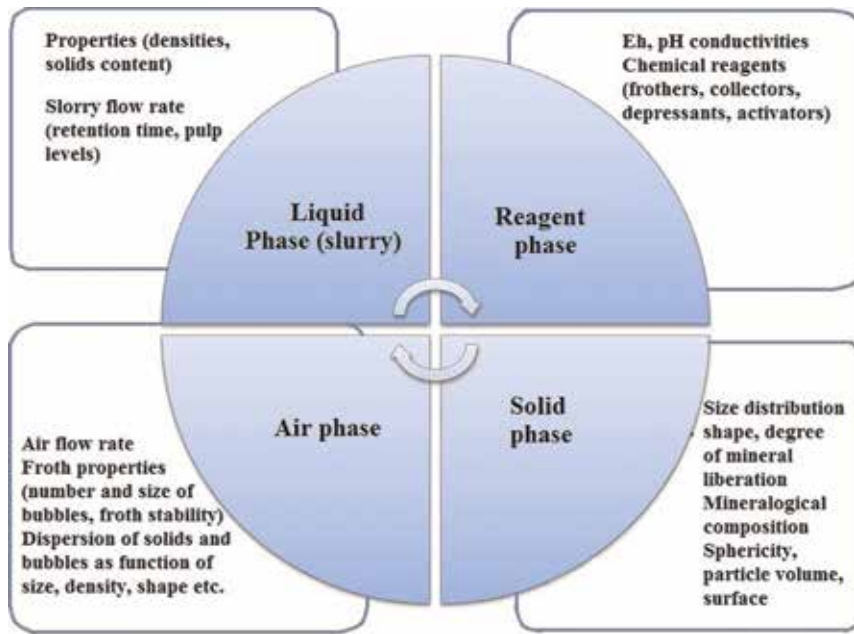 Properties (densities,
solids content)
Slorry flow rate
(retention time, pulp
levels)
Eh, pH conductivities
Chemical reagents
(frothers, collectors,
depressants, activators)
Liquid
Phase (slurry)
Reagent
phase
Air phase
Solid
phase
Air flow rate
Froth properties
(number and size of
bubbles, froth stability)
Dispersion of solids and
bubbles as function of
size, density, shape etc.
Size distribution
shape, degree
of mineral
liberation
Mineralogical
composition
Sphericity,
particle volume,
surface